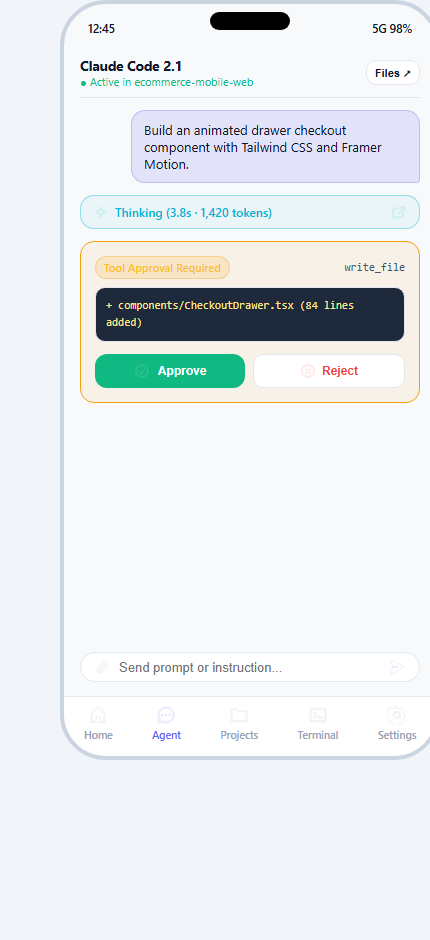 12:45 5G 98%
Claude Code 2.1
● Active in ecommerce-mobile-web
Files ↗
Build an animated drawer checkout
component with Tailwind CSS and Framer
Motion.
Thinking (3.8s · 1,420 tokens)
Tool Approval Required write_file
+ components/CheckoutDrawer.tsx (84 lines
added)
Approve Reject
Send prompt or instruction...
Home Agent Projects Terminal Settings